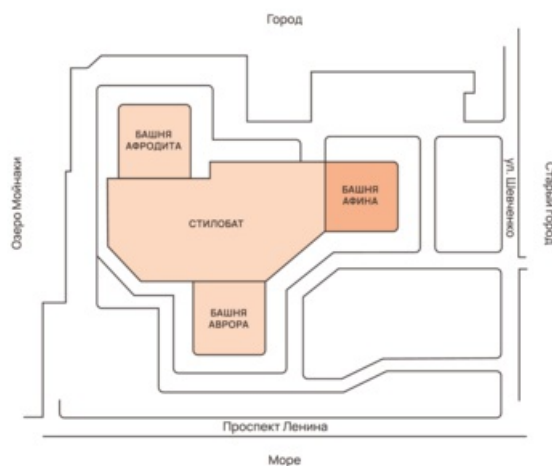 Город
БАШНЯ
АФРОДИТА
Озеро Мойнаки
СТИЛОБАТ
БАШНЯ
АФИНА
ул. Шевченко
Старый город
БАШНЯ
АВРОРА
Проспект Ленина
Море